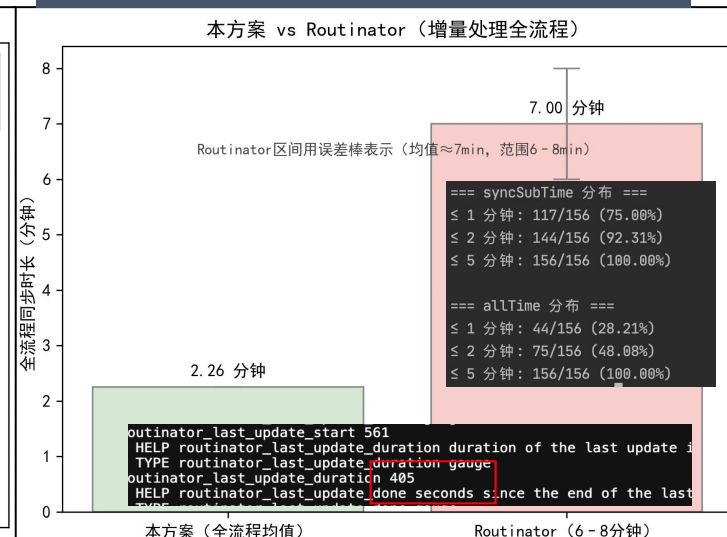 本方案 vs Routinator（增量处理全流程）
全流程同步时长（分钟）
8
7
6
5
4
3
2
1
0
7.00 分钟
Routinator区间用误差棒表示（均值≈7min, 范围6–8min）
=== syncSubTime 分布 ===
≤ 1 分钟: 117/156 (75.00%)
≤ 2 分钟: 144/156 (92.31%)
≤ 5 分钟: 156/156 (100.00%)
=== allTime 分布 ===
≤ 1 分钟: 44/156 (28.21%)
≤ 2 分钟: 75/156 (48.08%)
≤ 5 分钟: 156/156 (100.00%)
2.26 分钟
outinator_last_update_start 561
HELP routinator_last_update_duration duration of the last update i
TYPE routinator_last_update_duration gauge
outinator_last_update_duration 405
HELP routinator_last_update_done seconds since the end of the last
本方案（全流程均值）
Routinator（6–8分钟）